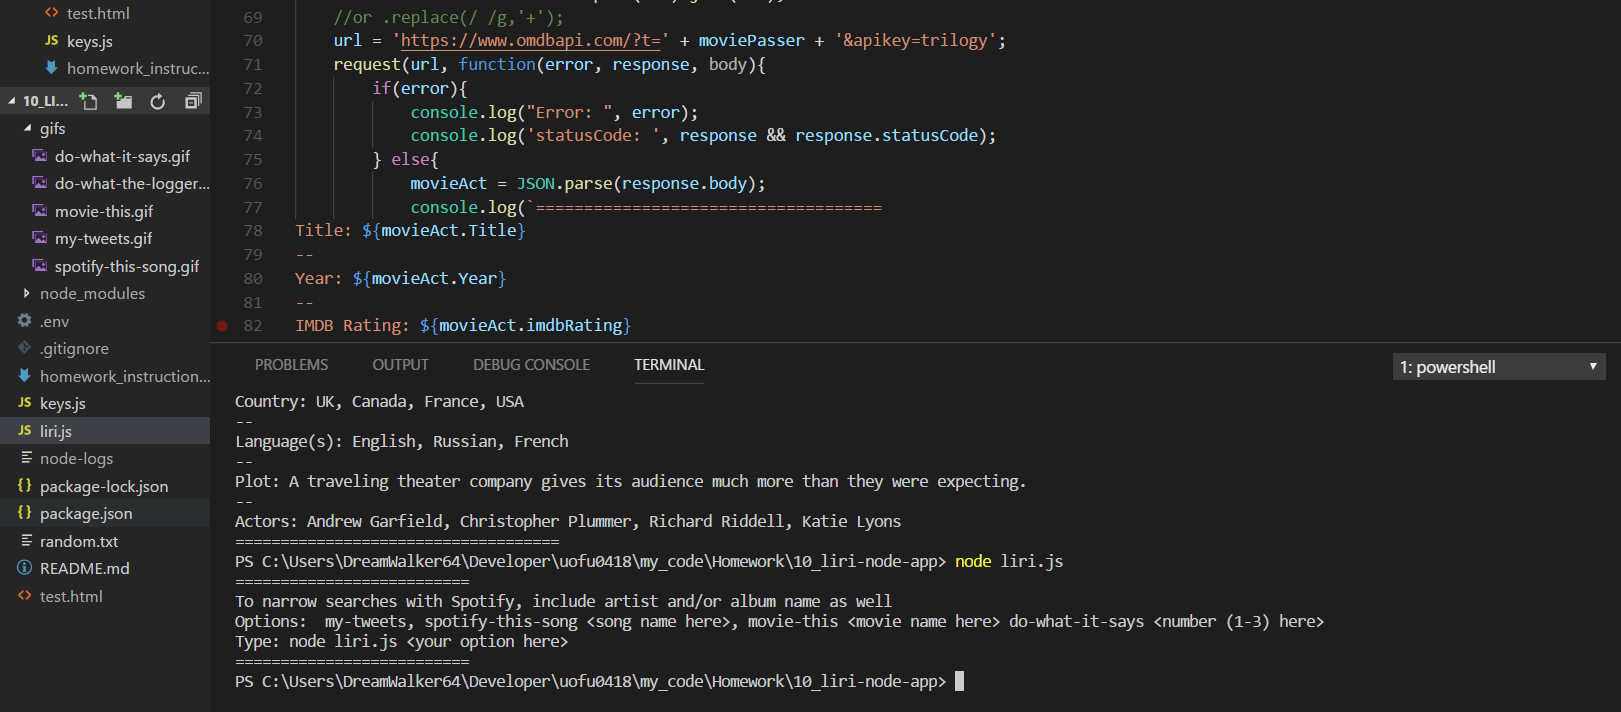 test.html
keys.js
homework_instruc...
10_LI...
gifs
do-what-it-says.gif
do-what-the-logger...
movie-this.gif
my-tweets.gif
spotify-this-song.gif
node_modules
.env
.gitignore
homework_instruction...
JS keys.js
JS liri.js
node-logs
{} package-lock.json
{} package.json
random.txt
README.md
test.html
69 //or .replace(/ /g,'+');
70 url = 'https://www.omdbapi.com/?t=' + moviePasser + '&apikey=trilogy';
71 request(url, function(error, response, body){
72 if(error){
73 console.log("Error: ", error);
74 console.log('statusCode: ', response && response.statusCode);
75 } else{
76 movieAct = JSON.parse(response.body);
77 console.log(`====================================
78 Title: ${movieAct.Title}
79 --
80 Year: ${movieAct.Year}
81 --
82 IMDB Rating: ${movieAct.imdbRating}
PROBLEMS OUTPUT DEBUG CONSOLE TERMINAL 1: powershell
Country: UK, Canada, France, USA
--
Language(s): English, Russian, French
--
Plot: A traveling theater company gives its audience much more than they were expecting.
--
Actors: Andrew Garfield, Christopher Plummer, Richard Riddell, Katie Lyons
====================================
PS C:\Users\DreamWalker64\Developer\uofu0418\my_code\Homework\10_liri-node-app> node liri.js
==========================
To narrow searches with Spotify, include artist and/or album name as well
Options:  my-tweets, spotify-this-song <song name here>, movie-this <movie name here> do-what-it-says <number (1-3) here>
Type: node liri.js <your option here>
==========================
PS C:\Users\DreamWalker64\Developer\uofu0418\my_code\Homework\10_liri-node-app>